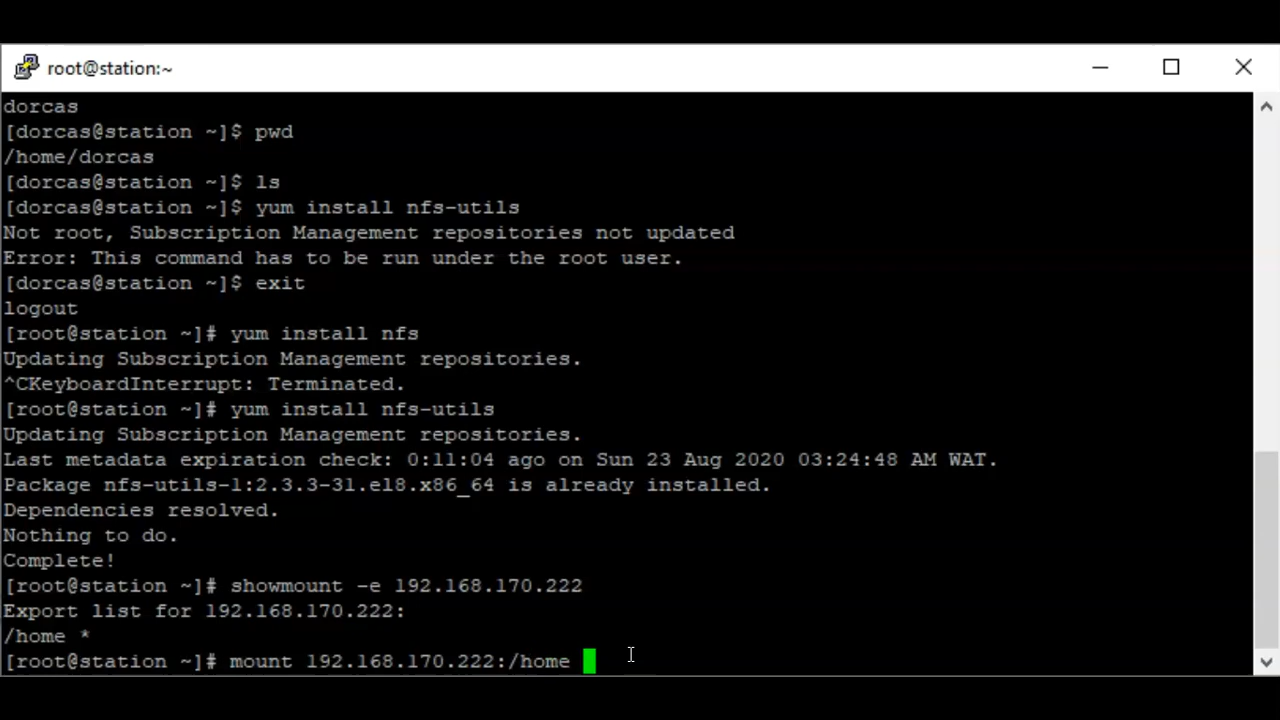 root@station:~
dorcas
[dorcas@station ~]$ pwd
/home/dorcas
[dorcas@station ~]$ ls
[dorcas@station ~]$ yum install nfs-utils
Not root, Subscription Management repositories not updated
Error: This command has to be run under the root user.
[dorcas@station ~]$ exit
logout
[root@station ~]# yum install nfs
Updating Subscription Management repositories.
^CKeyboardInterrupt: Terminated.
[root@station ~]# yum install nfs-utils
Updating Subscription Management repositories.
Last metadata expiration check: 0:11:04 ago on Sun 23 Aug 2020 03:24:48 AM WAT.
Package nfs-utils-1:2.3.3-31.el8.x86_64 is already installed.
Dependencies resolved.
Nothing to do.
Complete!
[root@station ~]# showmount -e 192.168.170.222
Export list for 192.168.170.222:
/home *
[root@station ~]# mount 192.168.170.222:/home